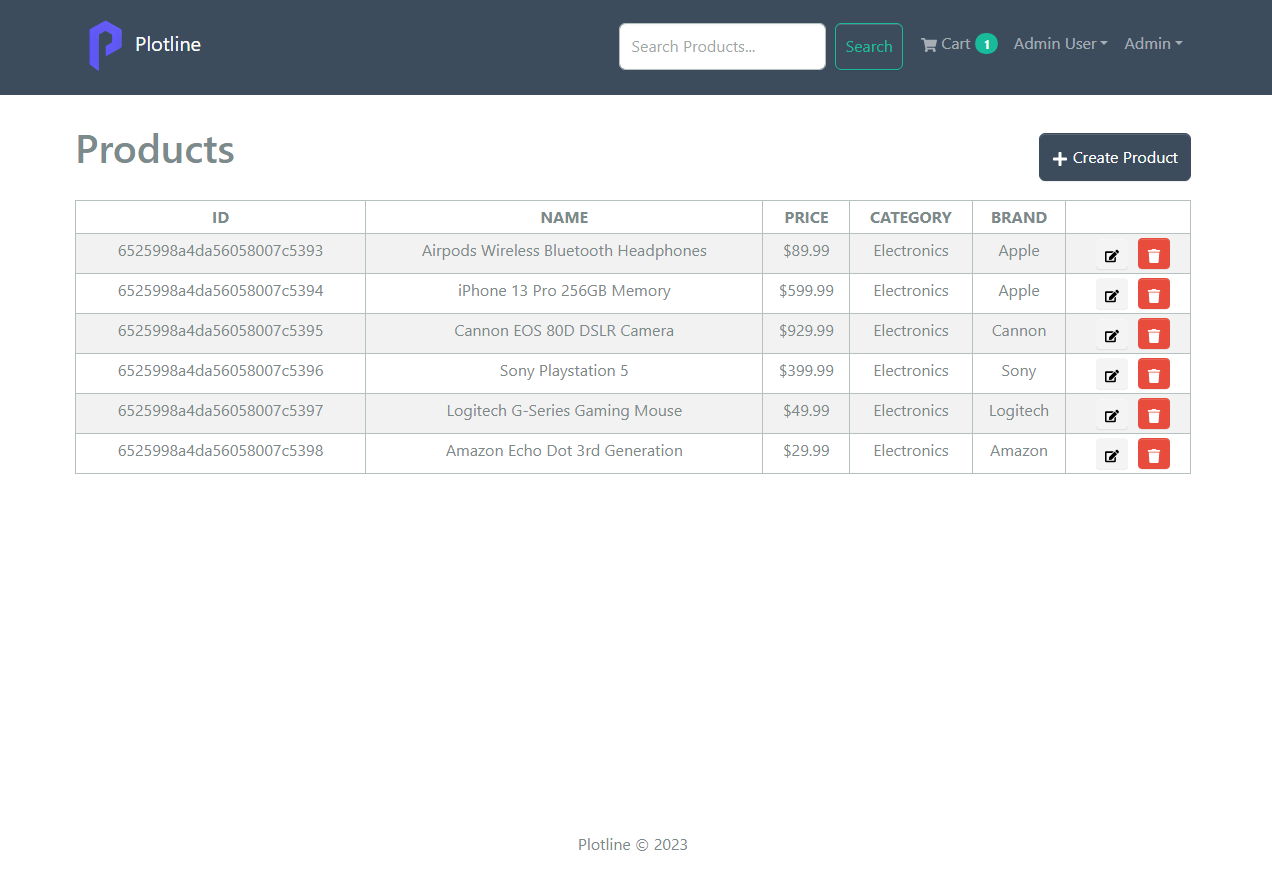 Plotline
Search Products...
Search
Cart 1
Admin User
Admin
Products
Create Product
ID NAME PRICE CATEGORY BRAND
6525998a4da56058007c5393 Airpods Wireless Bluetooth Headphones $89.99 Electronics Apple
6525998a4da56058007c5394 iPhone 13 Pro 256GB Memory $599.99 Electronics Apple
6525998a4da56058007c5395 Cannon EOS 80D DSLR Camera $929.99 Electronics Cannon
6525998a4da56058007c5396 Sony Playstation 5 $399.99 Electronics Sony
6525998a4da56058007c5397 Logitech G-Series Gaming Mouse $49.99 Electronics Logitech
6525998a4da56058007c5398 Amazon Echo Dot 3rd Generation $29.99 Electronics Amazon
Plotline © 2023